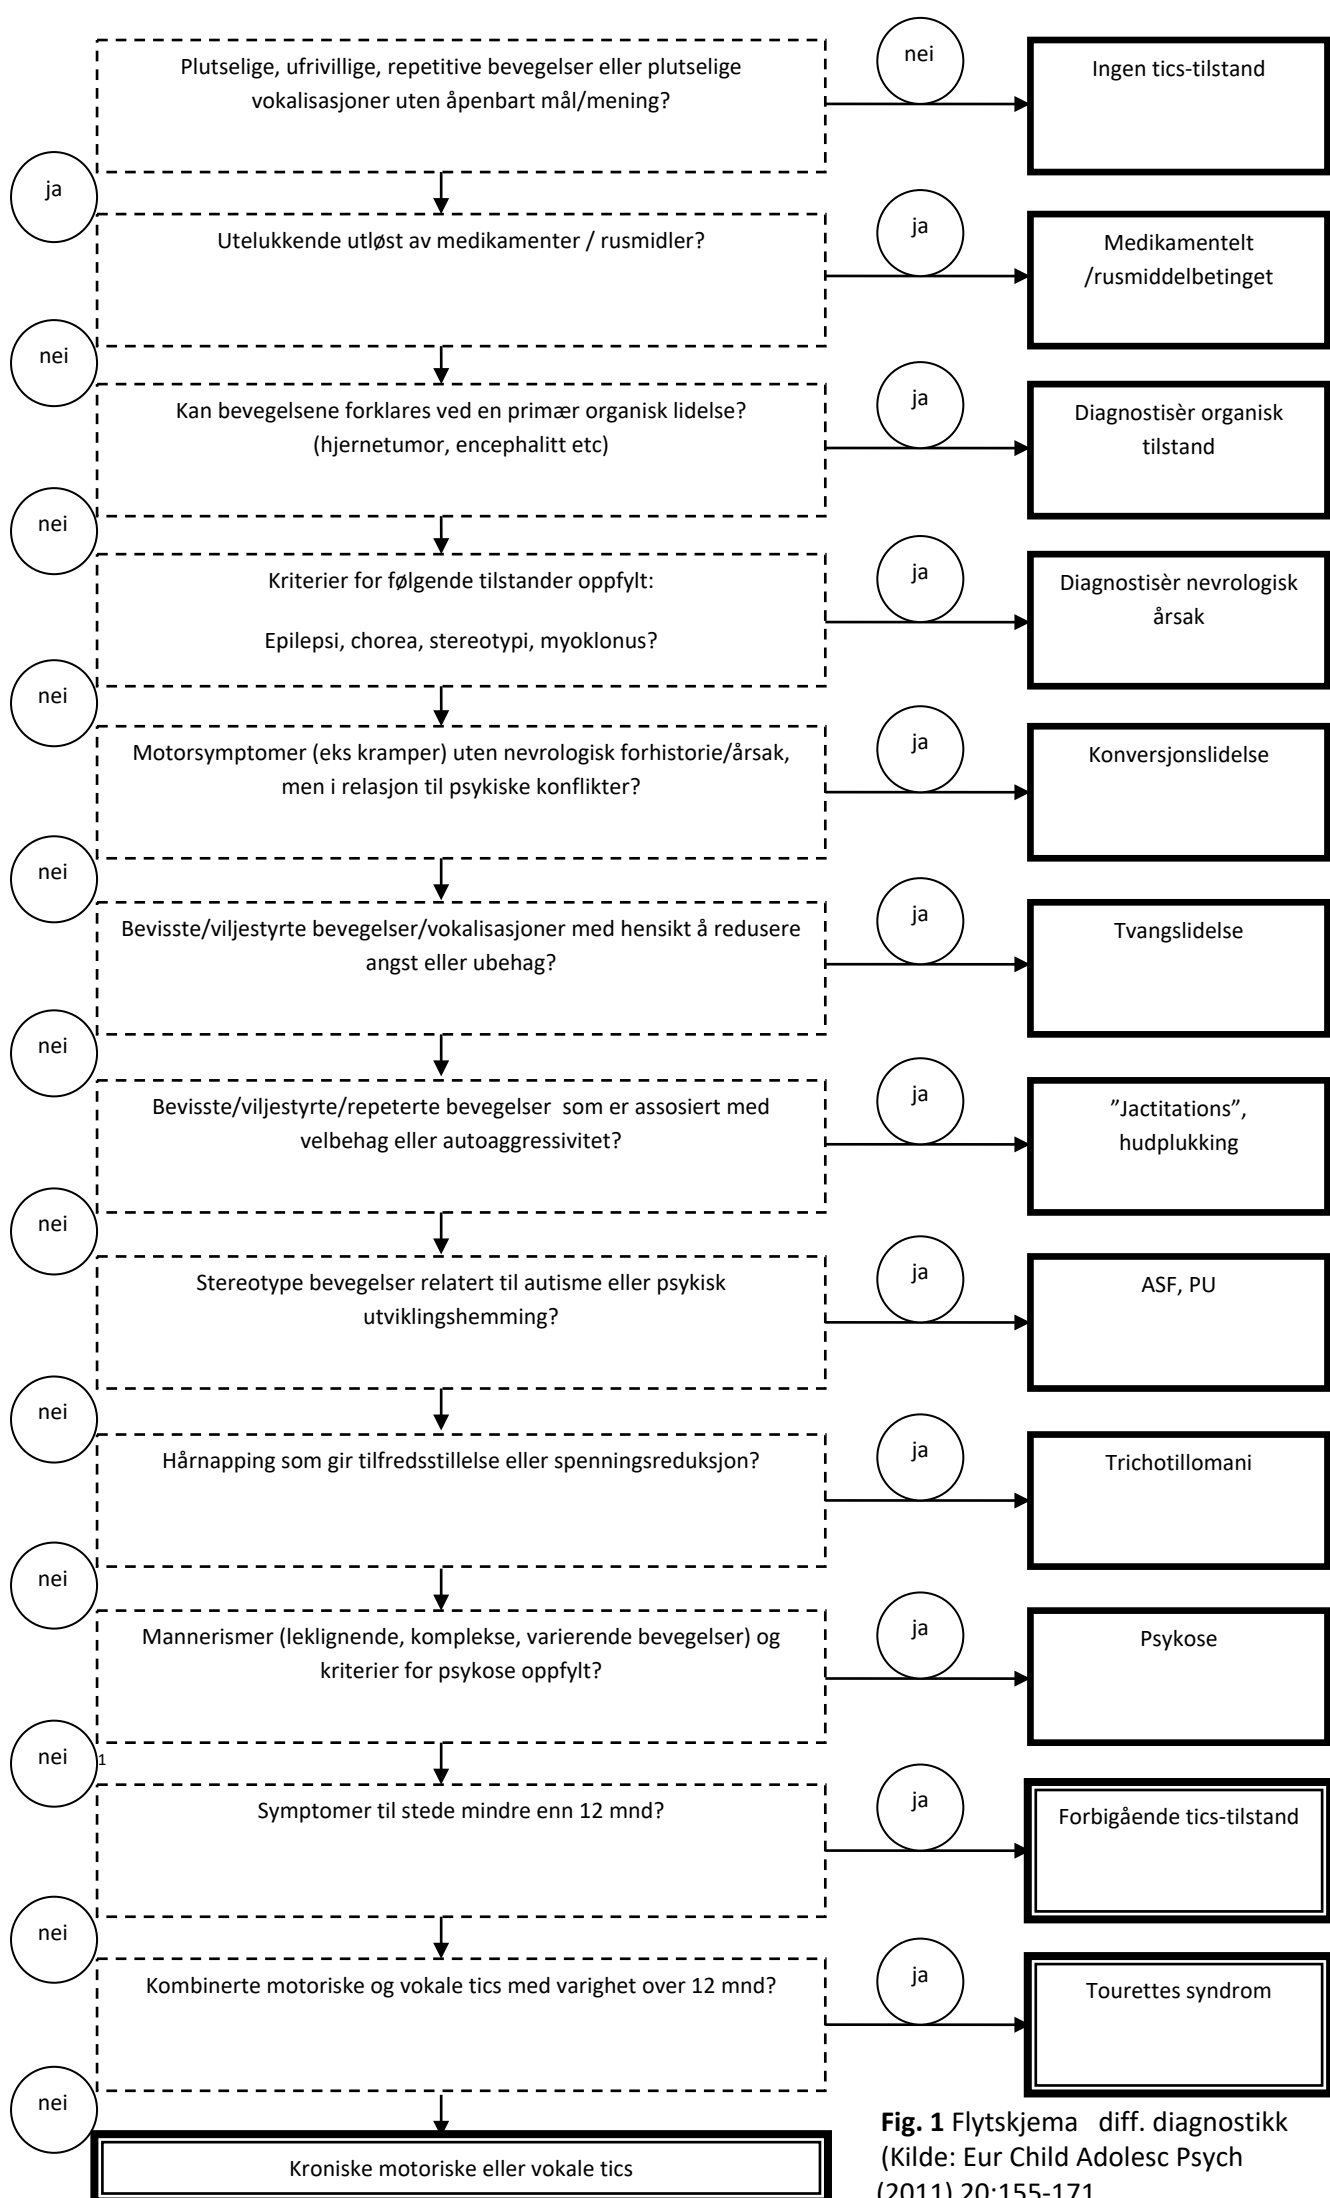 Plutselige, ufrivillige, repetitive bevegelser eller plutselige
vokalisasjoner uten åpenbart mål/mening?
nei
Ingen tics-tilstand
ja
Utelukkende utløst av medikamenter / rusmidler?
ja
Medikamentelt
/rusmiddelbetinget
nei
Kan bevegelsene forklares ved en primær organisk lidelse?
(hjernetumor, encephalitt etc)
ja
Diagnostisèr organisk
tilstand
nei
Kriterier for følgende tilstander oppfylt:
Epilepsi, chorea, stereotypi, myoklonus?
ja
Diagnostisèr nevrologisk
årsak
nei
Motorsymptomer (eks kramper) uten nevrologisk forhistorie/årsak,
men i relasjon til psykiske konflikter?
ja
Konversjonslidelse
nei
Bevisste/viljestyrte bevegelser/vokalisasjoner med hensikt å redusere
angst eller ubehag?
ja
Tvangslidelse
nei
Bevisste/viljestyrte/repeterte bevegelser  som er assosiert med
velbehag eller autoaggressivitet?
ja
”Jactitations”,
hudplukking
nei
Stereotype bevegelser relatert til autisme eller psykisk
utviklingshemming?
ja
ASF, PU
nei
Hårnapping som gir tilfredsstillelse eller spenningsreduksjon?
ja
Trichotillomani
nei
Mannerismer (leklignende, komplekse, varierende bevegelser) og
kriterier for psykose oppfylt?
ja
Psykose
nei
1
Symptomer til stede mindre enn 12 mnd?
ja
Forbigående tics-tilstand
nei
Kombinerte motoriske og vokale tics med varighet over 12 mnd?
ja
Tourettes syndrom
nei
Kroniske motoriske eller vokale tics
Fig. 1 Flytskjema   diff. diagnostikk
(Kilde: Eur Child Adolesc Psych
(2011) 20:155-171